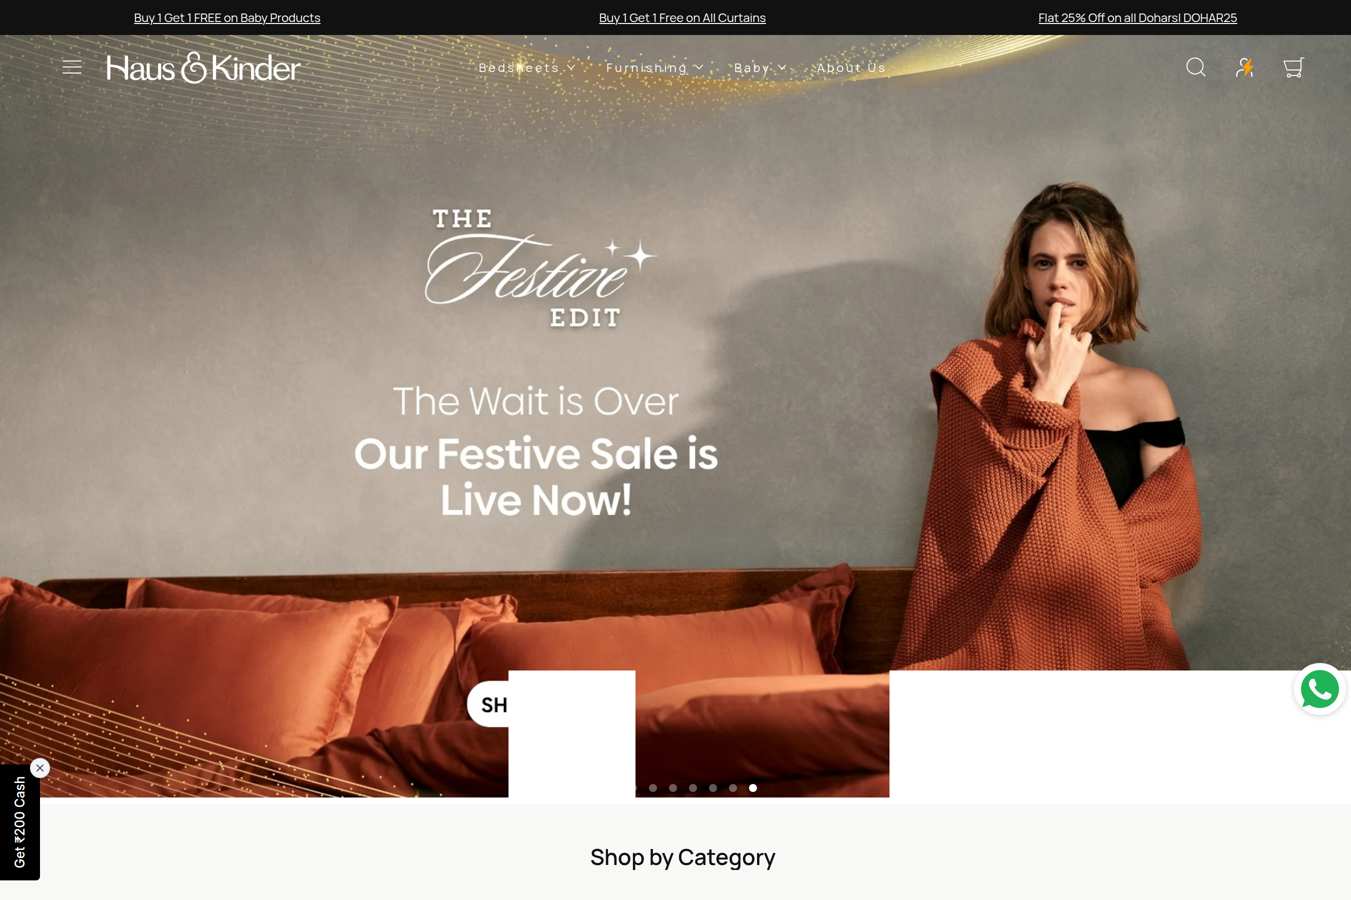 Buy 1 Get 1 FREE on Baby Products
Buy 1 Get 1 Free on All Curtains
Flat 25% Off on all Dohars| DOHAR25
Haus & Kinder
Bedsheets
Furnishing
Baby
About Us
THE
Festive
EDIT
The Wait is Over
Our Festive Sale is
Live Now!
SH
Get ₹200 Cash
Shop by Category